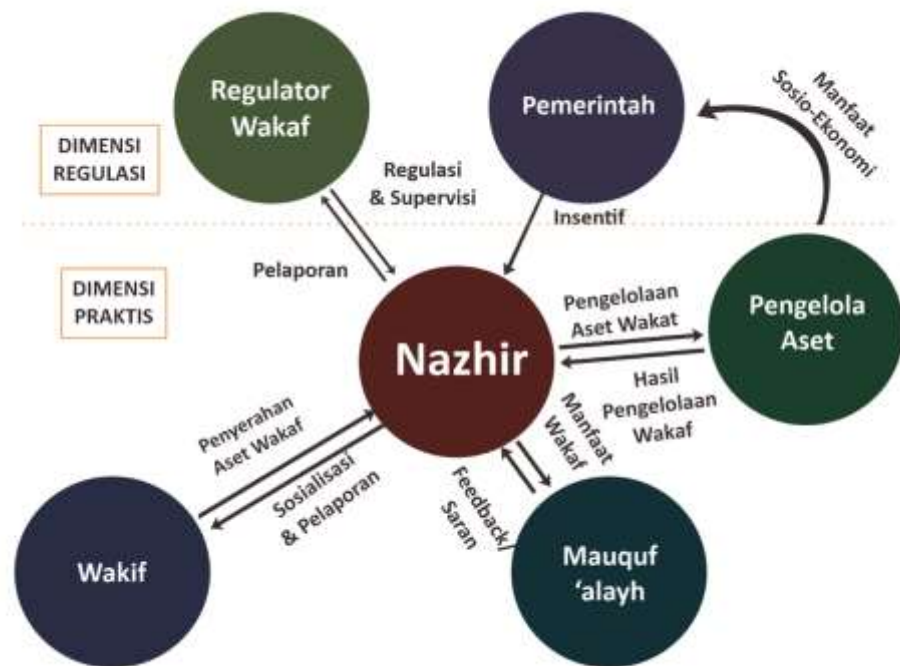 Regulator
Wakaf
Pemerintah
Manfaat
Sosio-Ekonomi
DIMENSI
REGULASI
Regulasi
& Supervisi
Insentif
Pelaporan
DIMENSI
PRAKTIS
Nazhir
Pengelolaan
Aset Wakat
Pengelola
Aset
Hasil
Pengelolaan
Wakaf
Penyerahan
Aset Wakaf
Sosialisasi
& Pelaporan
Manfaat
Wakaf
Feedback/
Saran
Wakif
Mauquf
‘alayh